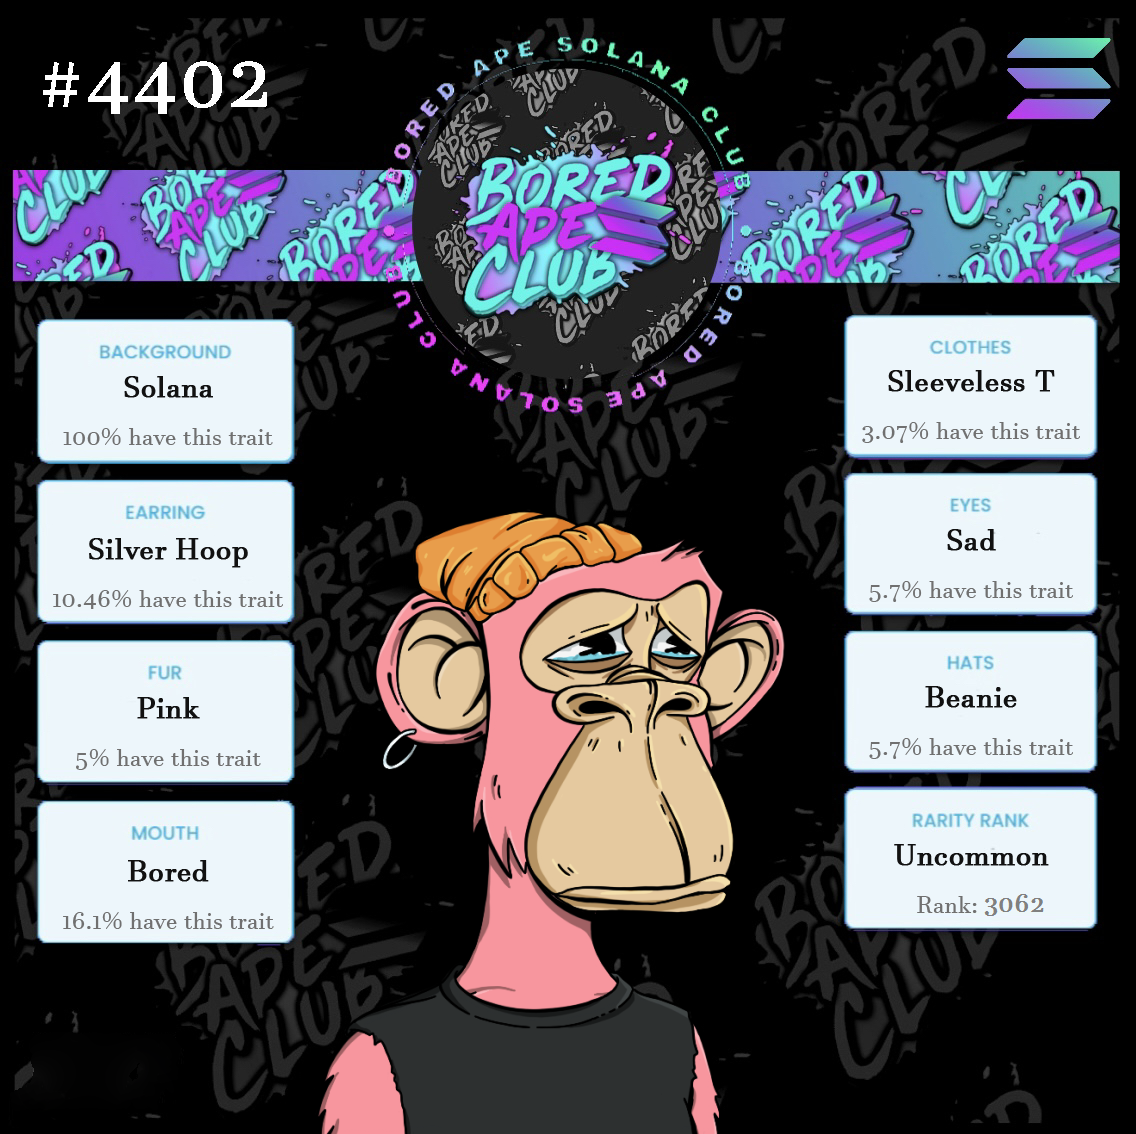 #4402
BORED APE SOLANA CLUB
BORED APE SOLANA CLUB
BORED
APE
CLUB
BACKGROUND
Solana
100% have this trait
EARRING
Silver Hoop
10.46% have this trait
FUR
Pink
5% have this trait
MOUTH
Bored
16.1% have this trait
CLOTHES
Sleeveless T
3.07% have this trait
EYES
Sad
5.7% have this trait
HATS
Beanie
5.7% have this trait
RARITY RANK
Uncommon
Rank: 3062